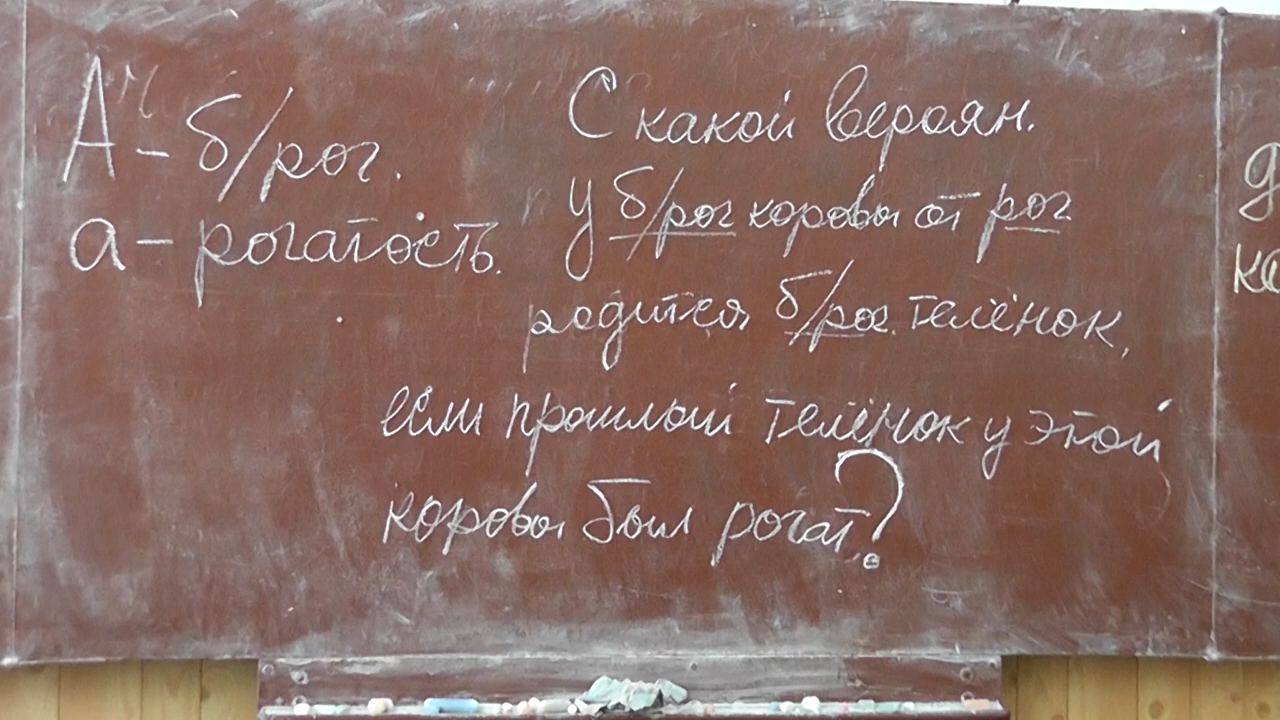 А – б/рог.
а – рогатость.
С какой вероян.
у б/рог коровы от рог.
родится б/рог. телёнок,
если прошлый телёнок у этой
коровы был рогат?